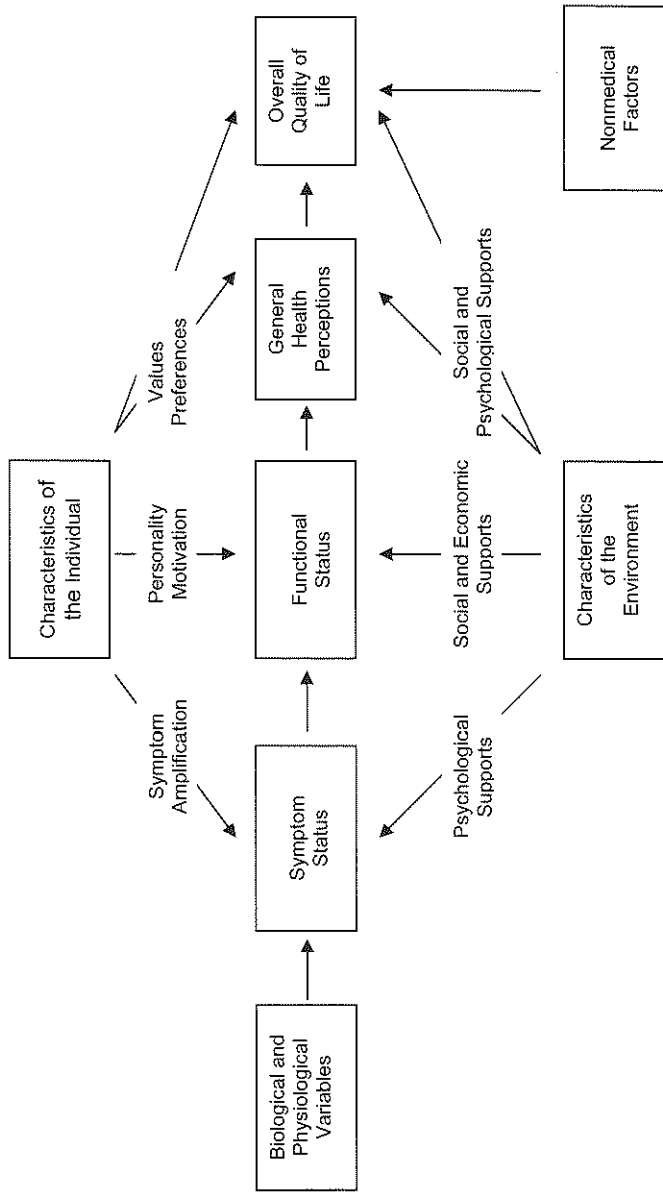 Characteristics of
the Individual
Symptom
Amplification
Personality
Motivation
Values
Preferences
Biological and
Physiological
Variables
Symptom
Status
Functional
Status
General
Health
Perceptions
Overall
Quality of
Life
Psychological
Supports
Social and Economic
Supports
Social and
Psychological Supports
Characteristics
of the
Environment
Nonmedical
Factors